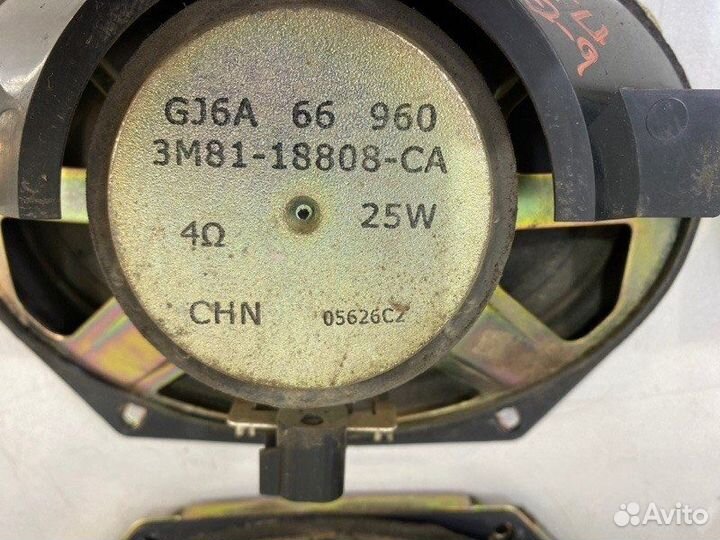 GJ6A 66 960
3M81-18808-CA
4Ω 25W
CHN 05626C2
Avito